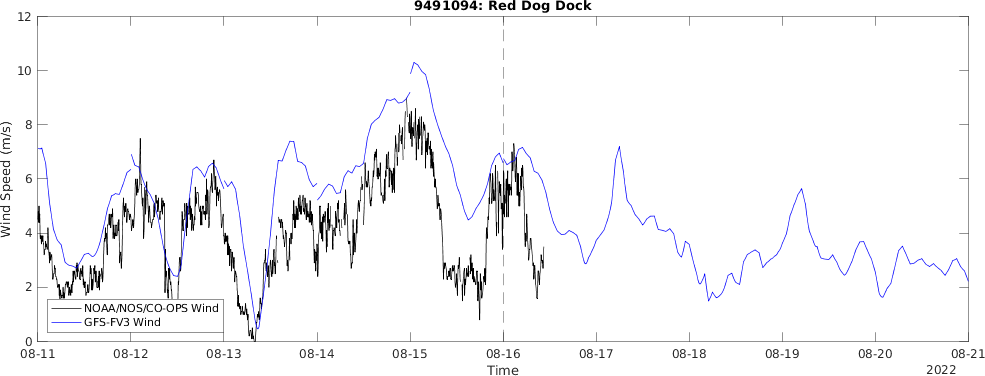 9491094: Red Dog Dock
Wind Speed (m/s)
12
10
8
6
4
2
0
NOAA/NOS/CO-OPS Wind
GFS-FV3 Wind
08-11 08-12 08-13 08-14 08-15 08-16 08-17 08-18 08-19 08-20 08-21
Time
2022